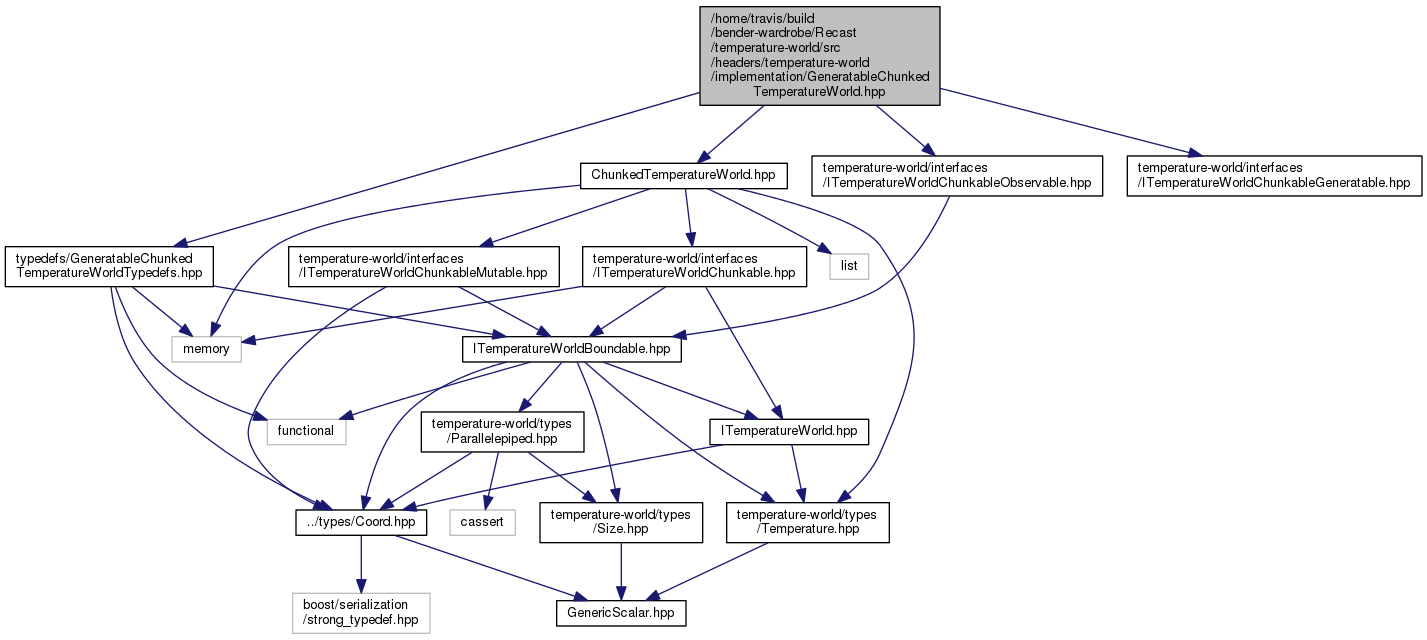 /home/travis/build
/bender-wardrobe/Recast
/temperature-world/src
/headers/temperature-world
/implementation/GeneratableChunked
TemperatureWorld.hpp
ChunkedTemperatureWorld.hpp
temperature-world/interfaces
/ITemperatureWorldChunkableObservable.hpp
temperature-world/interfaces
/ITemperatureWorldChunkableGeneratable.hpp
typedefs/GeneratableChunked
TemperatureWorldTypedefs.hpp
temperature-world/interfaces
/ITemperatureWorldChunkableMutable.hpp
temperature-world/interfaces
/ITemperatureWorldChunkable.hpp
list
memory
ITemperatureWorldBoundable.hpp
functional
temperature-world/types
/Parallelepiped.hpp
ITemperatureWorld.hpp
../types/Coord.hpp
cassert
temperature-world/types
/Size.hpp
temperature-world/types
/Temperature.hpp
boost/serialization
/strong_typedef.hpp
GenericScalar.hpp